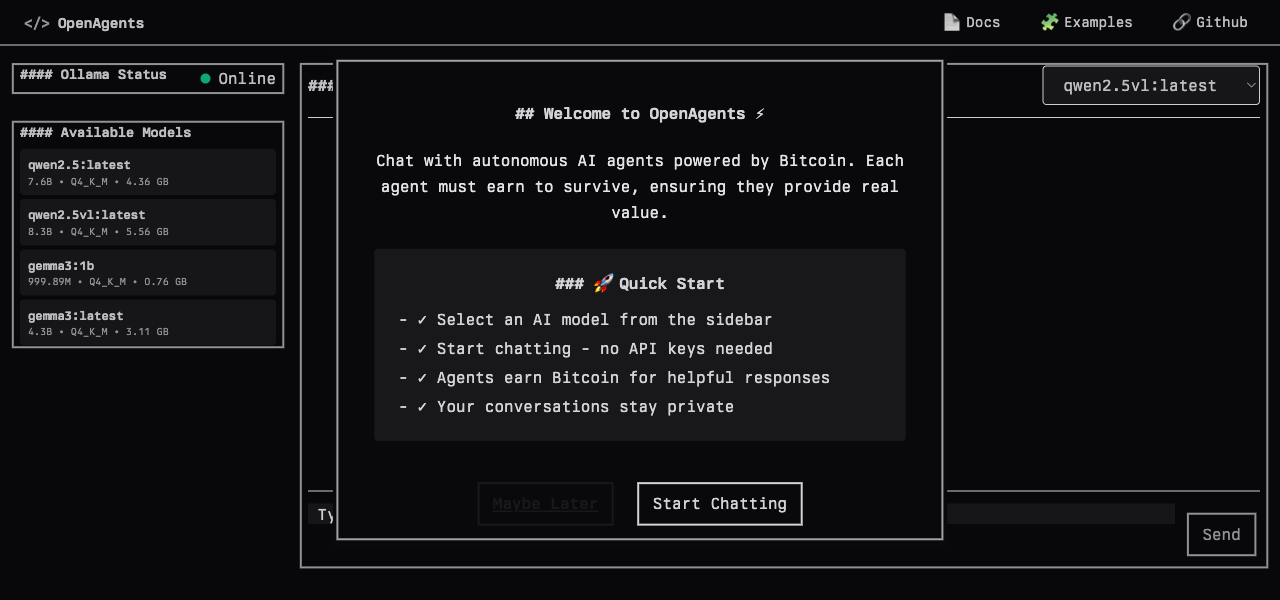 </> OpenAgents
📄 Docs
🧩 Examples
🔗 Github
#### Ollama Status
● Online
#### Available Models
qwen2.5:latest
7.6B • Q4_K_M • 4.36 GB
qwen2.5vl:latest
8.3B • Q4_K_M • 5.56 GB
gemma3:1b
999.89M • Q4_K_M • 0.76 GB
gemma3:latest
4.3B • Q4_K_M • 3.11 GB
###
qwen2.5vl:latest
## Welcome to OpenAgents ⚡
Chat with autonomous AI agents powered by Bitcoin. Each
agent must earn to survive, ensuring they provide real
value.
### 🚀 Quick Start
- ✓ Select an AI model from the sidebar
- ✓ Start chatting - no API keys needed
- ✓ Agents earn Bitcoin for helpful responses
- ✓ Your conversations stay private
Maybe Later
Start Chatting
Ty
Send